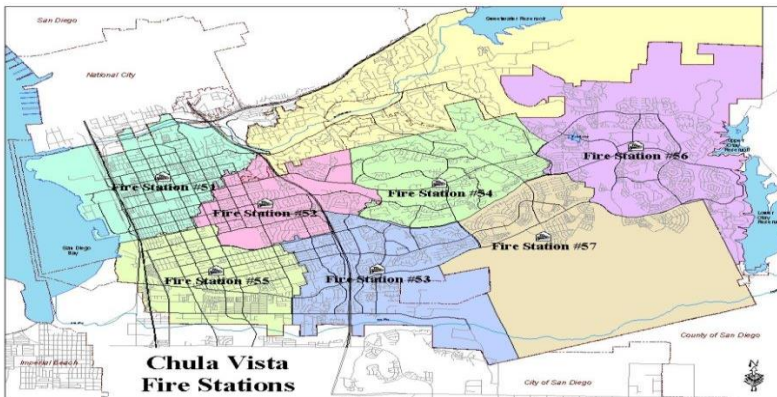 San Diego
Sweetwater Reservoir
National City
Fire Station #51
Fire Station #56
Fire Station #54
Fire Station #52
Fire Station #57
San Diego
Bay
Fire Station #55
Fire Station #53
County of San Diego
Imperial Beach
Chula Vista
Fire Stations
City of San Diego